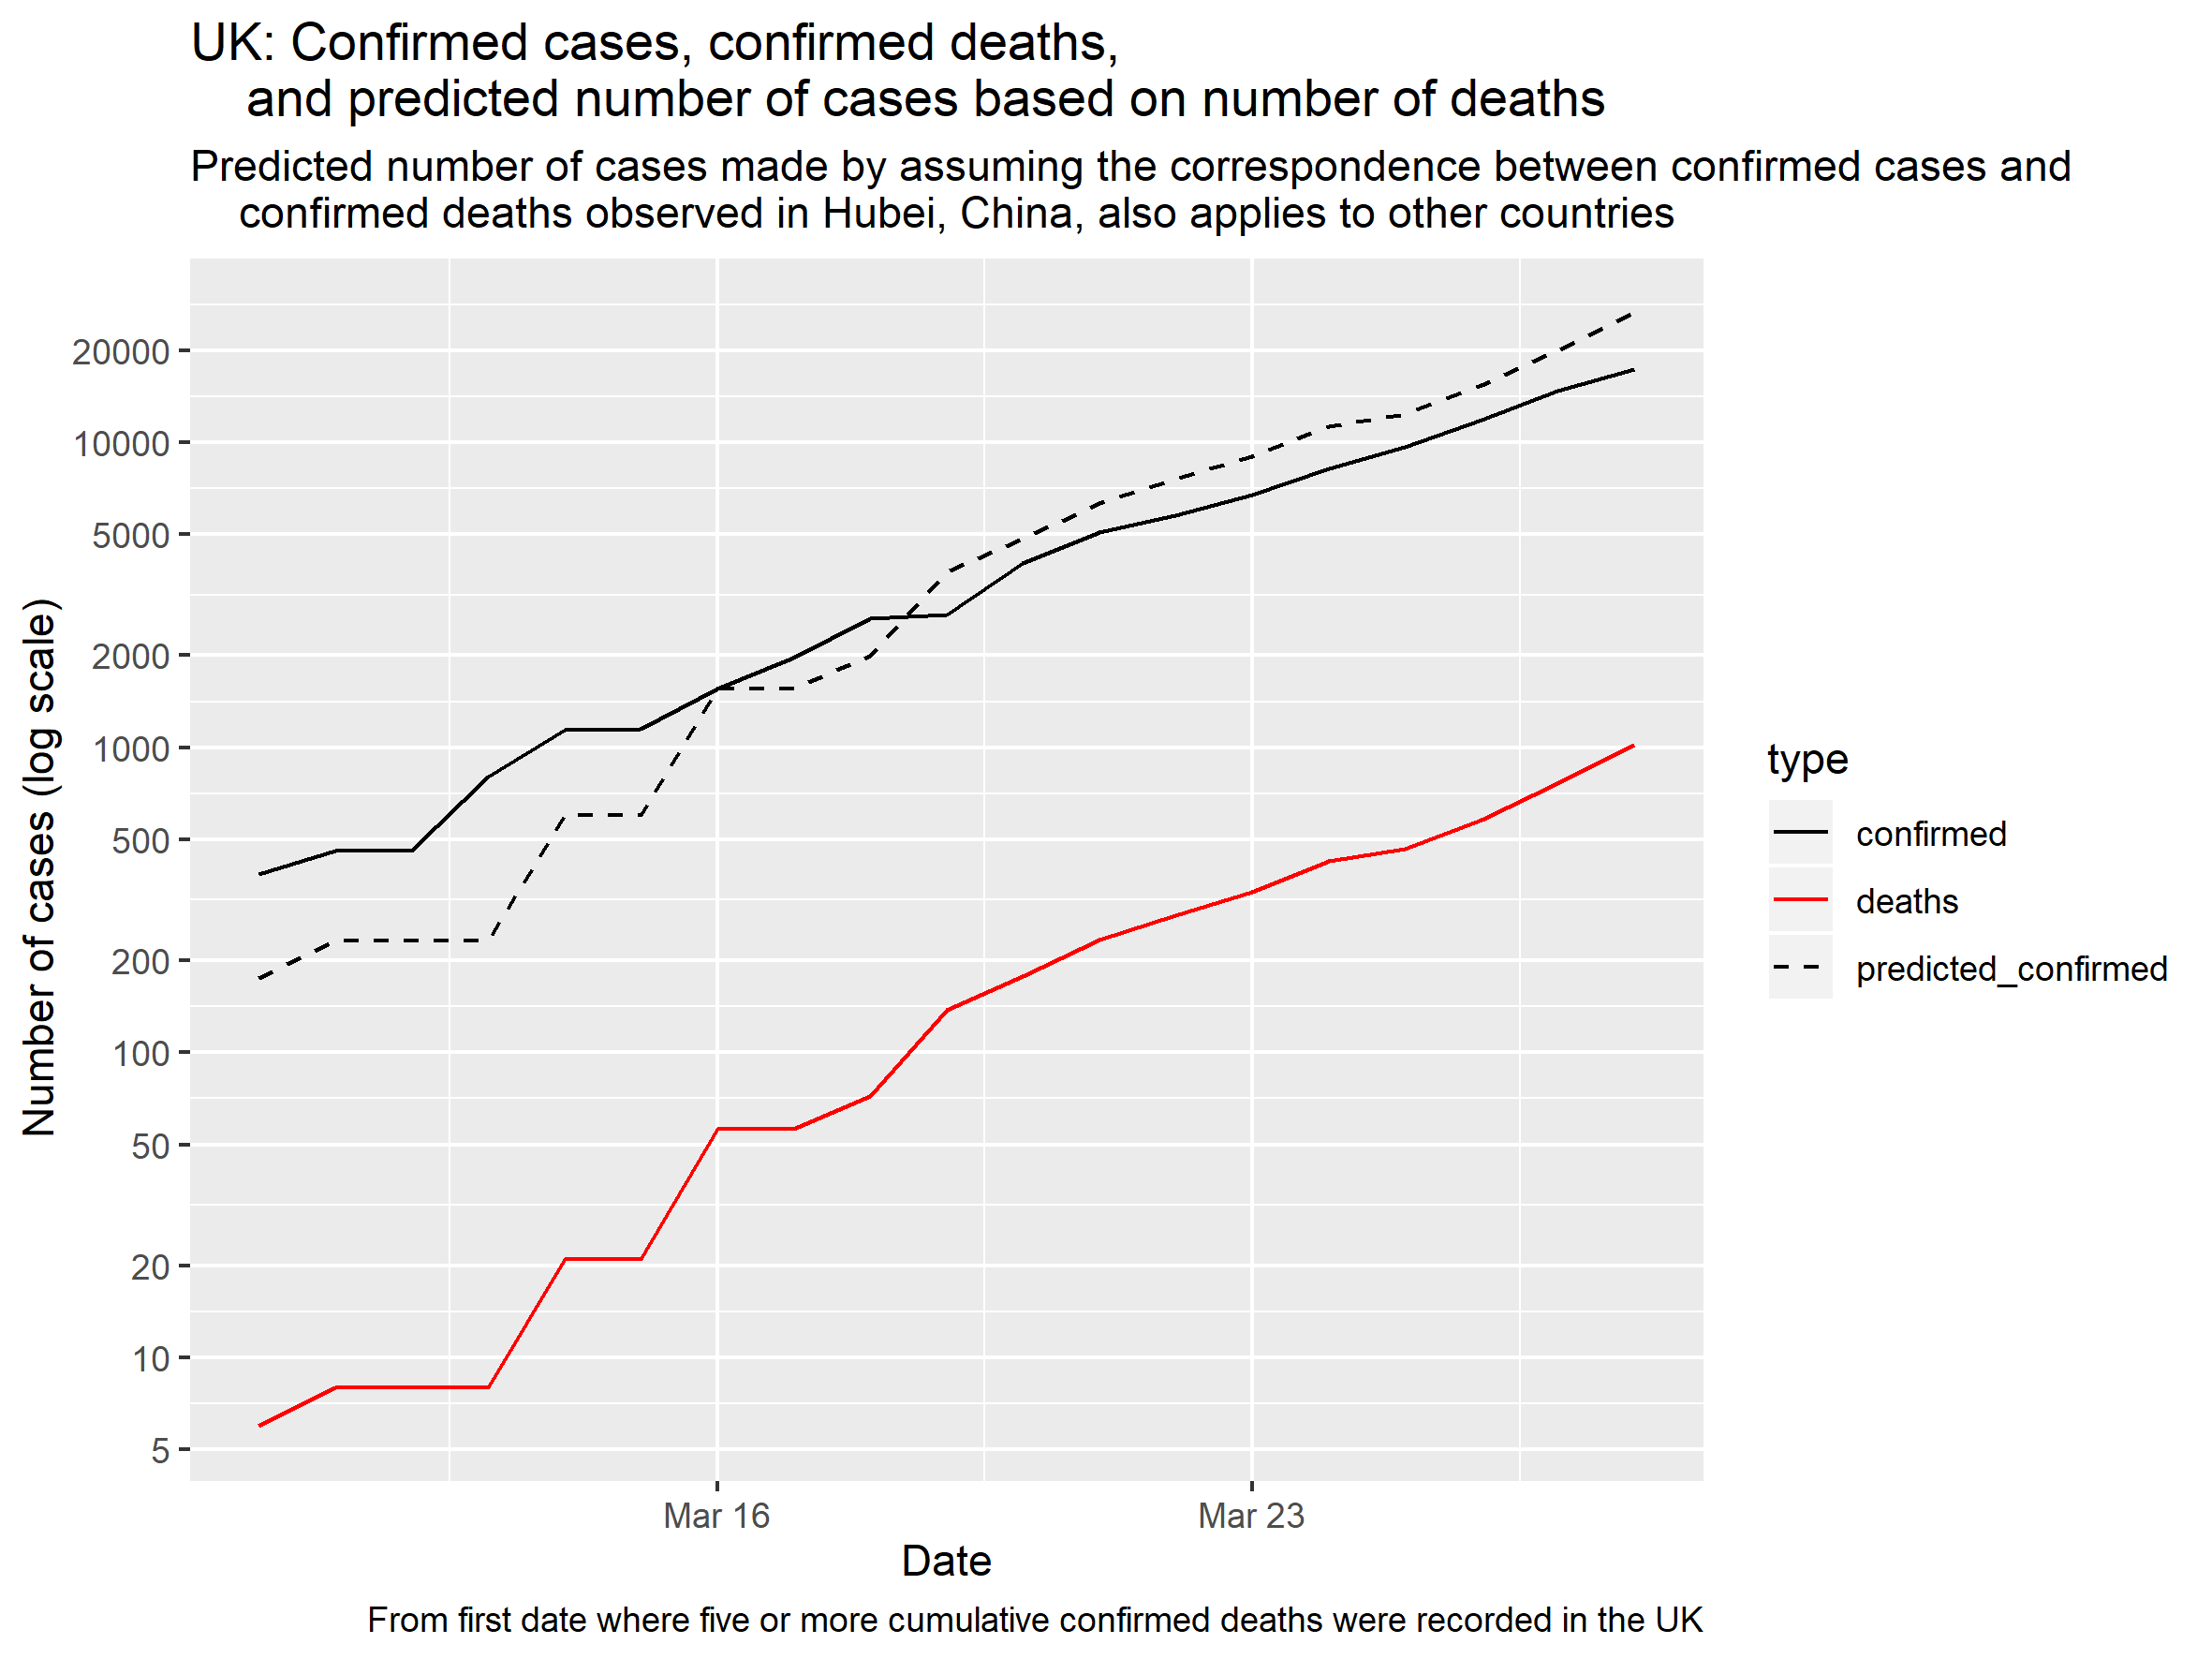 UK: Confirmed cases, confirmed deaths,
and predicted number of cases based on number of deaths
Predicted number of cases made by assuming the correspondence between confirmed cases and
confirmed deaths observed in Hubei, China, also applies to other countries
Number of cases (log scale)
20000
10000
5000
2000
1000
500
200
100
50
20
10
5
Mar 16
Mar 23
Date
type
confirmed
deaths
predicted_confirmed
From first date where five or more cumulative confirmed deaths were recorded in the UK